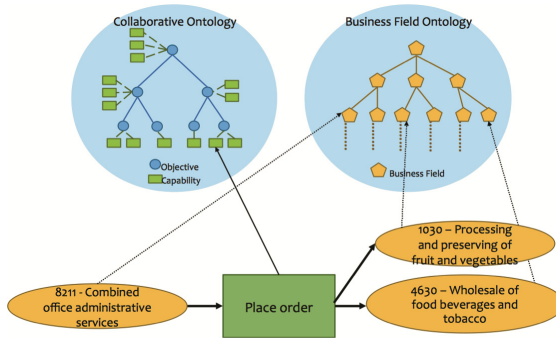 Collaborative Ontology
Business Field Ontology
Objective
Capability
Business Field
8211 - Combined
office administrative
services
Place order
1030 – Processing
and preserving of
fruit and vegetables
4630 – Wholesale of
food beverages and
tobacco